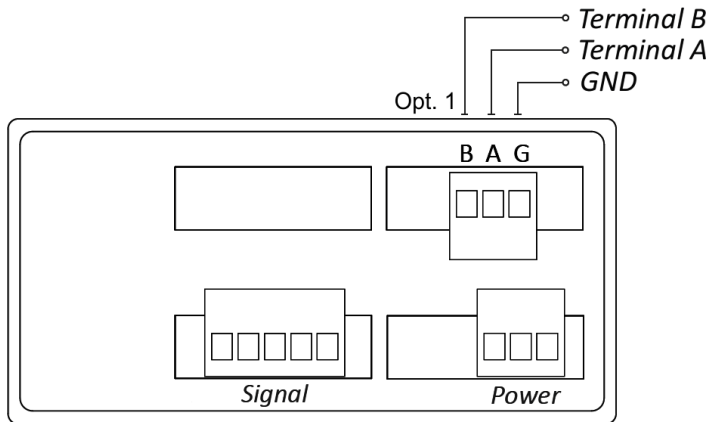 Terminal B
Terminal A
GND
Opt. 1
B A G
Signal
Power